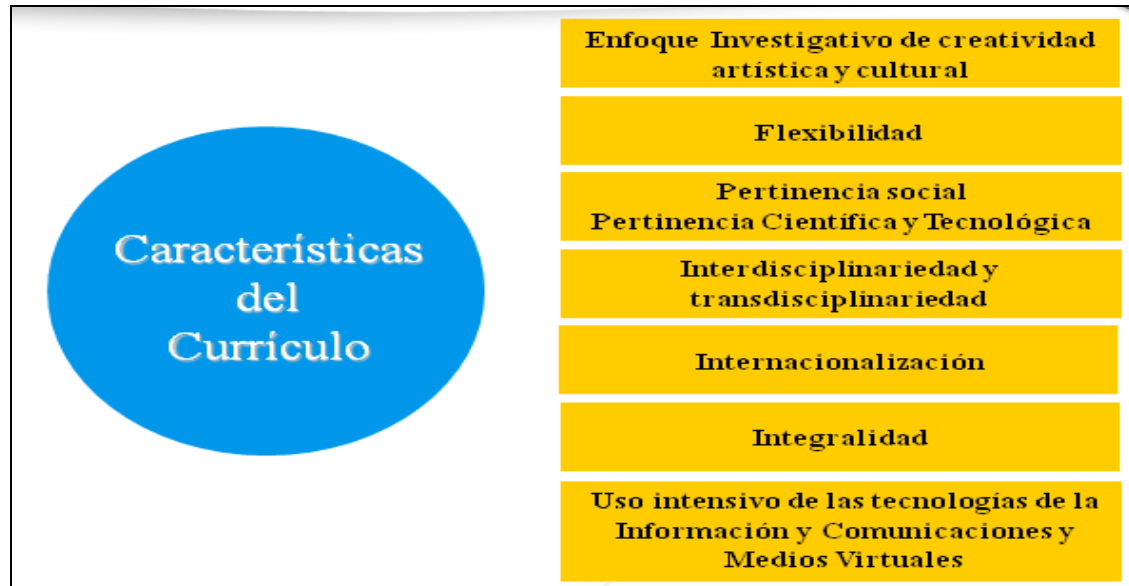 Características
del
Currículo
Enfoque Investigativo de creatividad
artística y cultural
Flexibilidad
Pertinencia social
Pertinencia Científica y Tecnológica
Interdisciplinariedad y
transdisciplinariedad
Internacionalización
Integralidad
Uso intensivo de las tecnologías de la
Información y Comunicaciones y
Medios Virtuales